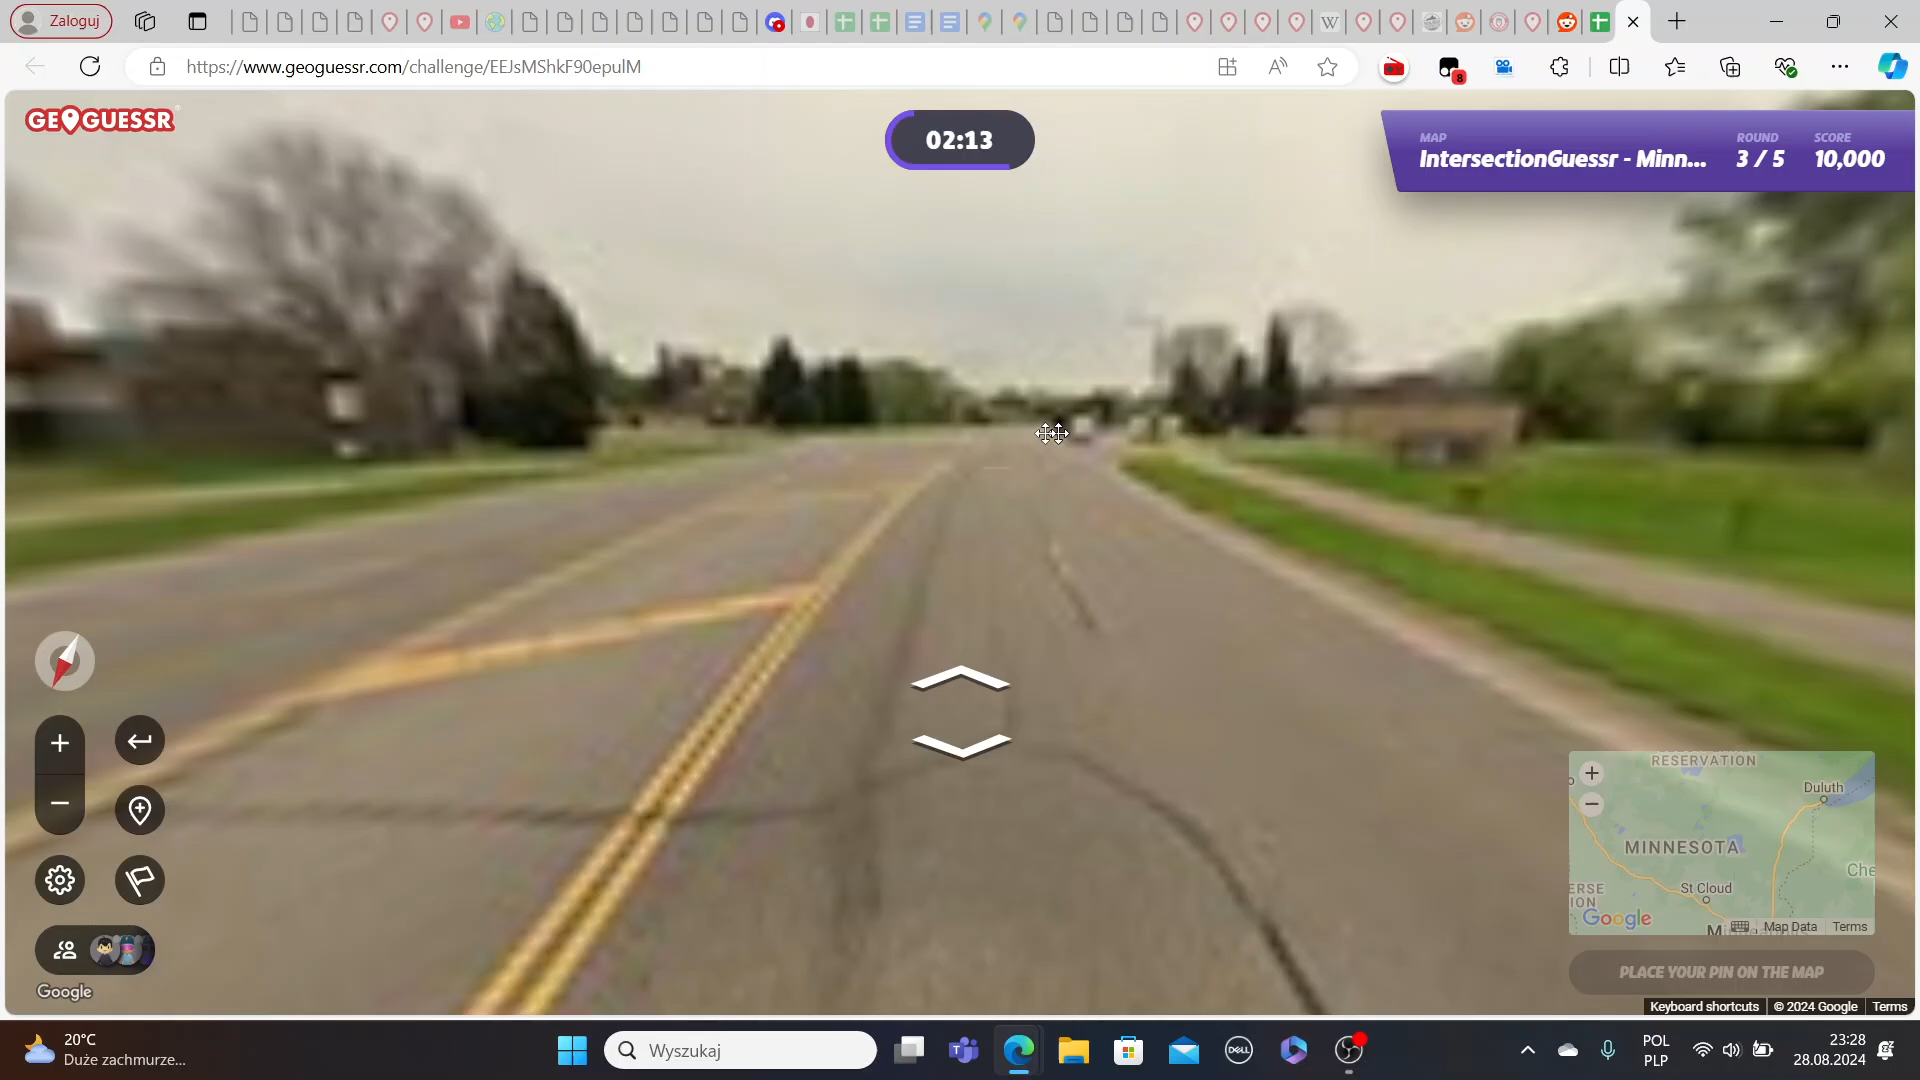 Zaloguj
W
https://www.geoguessr.com/challenge/EEJsMShkF90epulM
8
GEOGUESSR
02:13
MAP
ROUND
SCORE
IntersectionGuessr - Minn...
3 / 5
10,000
RESERVATION
Duluth
MINNESOTA
Che
ERSE
ION
St Cloud
Google
Map Data
Terms
PLACE YOUR PIN ON THE MAP
Google
Keyboard shortcuts
© 2024 Google
Terms
20°C
Duże zachmurze...
Wyszukaj
DELL
POL
PLP
23:28
28.08.2024